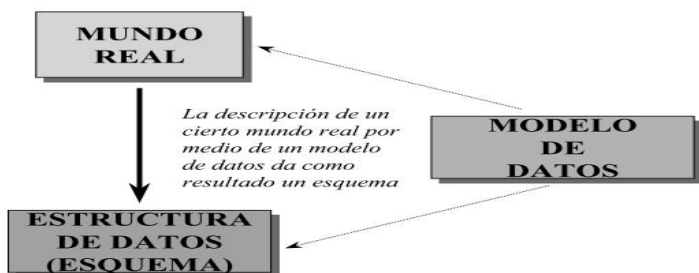 MUNDO
REAL
La descripción de un
cierto mundo real por
medio de un modelo
de datos da como
resultado un esquema
MODELO
DE
DATOS
ESTRUCTURA
DE DATOS
(ESQUEMA)